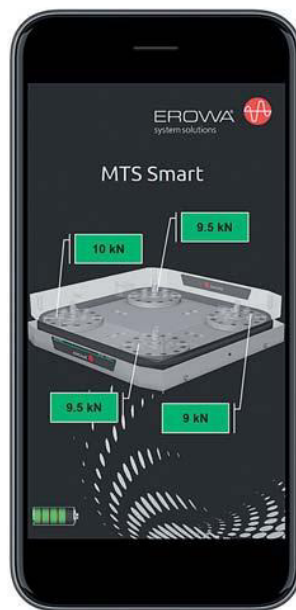 EROWA®
system solutions
MTS Smart
9.5 kN
10 kN
9.5 kN
9 kN